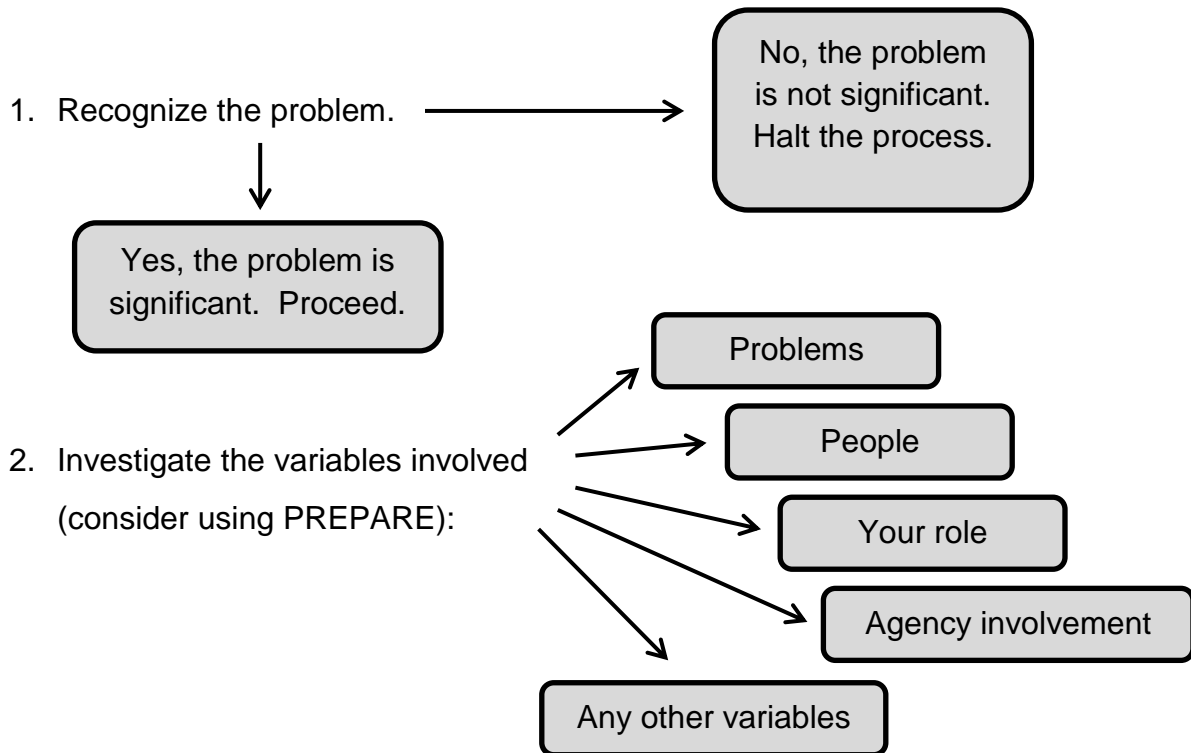 No, the problem
is not significant.
Halt the process.
1. Recognize the problem.
Yes, the problem is
significant.  Proceed.
Problems
People
2. Investigate the variables involved
(consider using PREPARE):
Your role
Agency involvement
Any other variables